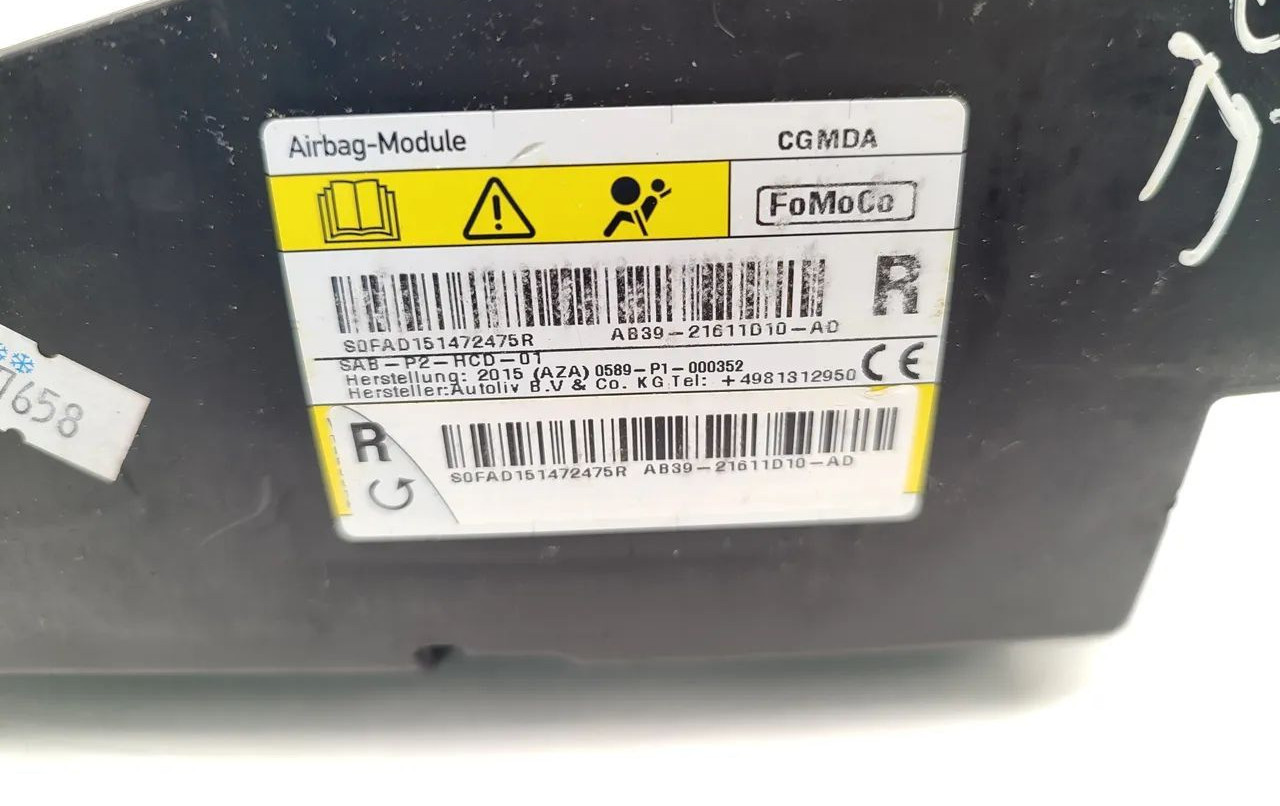 Airbag-Module CGMDA
FoMoCo
R
S0FAD151472475R AB39-21611D10-AD
SAB-P2-HCD-01
Herstellung: 2015 (AZA) 0589-P1-000352
Hersteller:Autoliv B.V & Co. KG Tel: +4981312950
CE
R
S0FAD151472475R AB39-21611D10-AD
7658